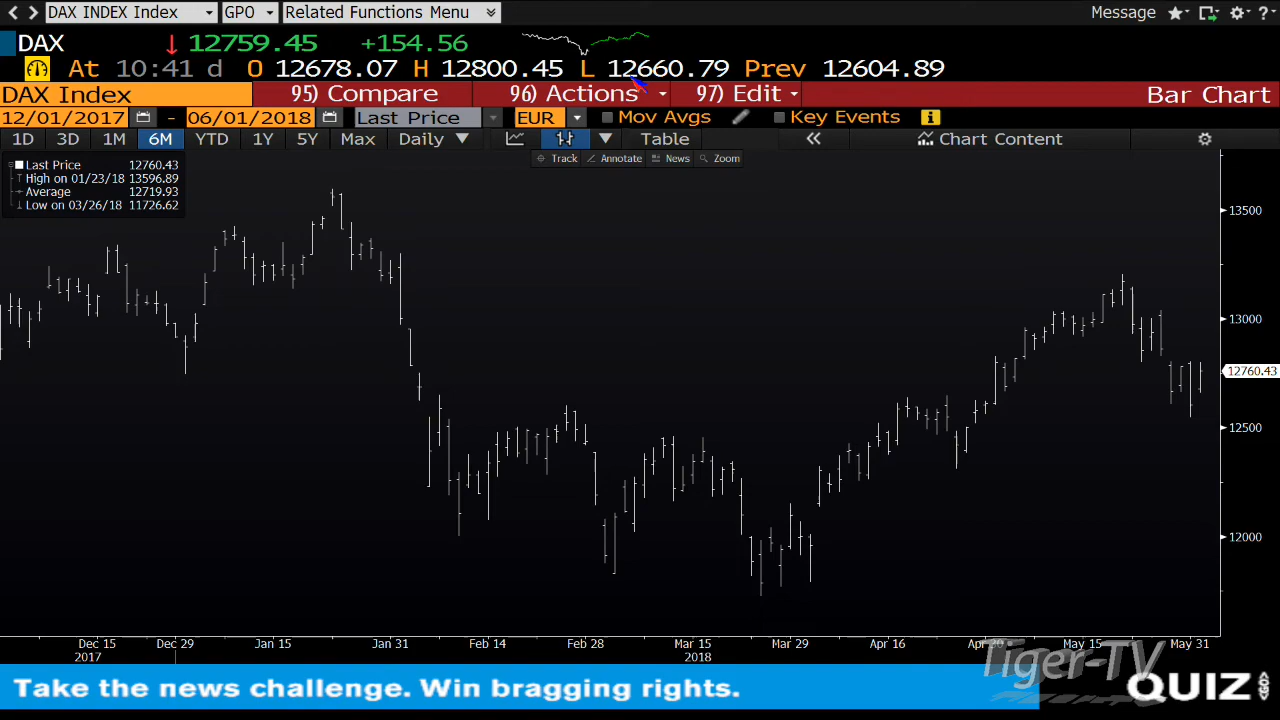 DAX INDEX Index GPO Related Functions Menu Message
DAX ↓ 12759.45 +154.56
At 10:41 d O 12678.07 H 12800.45 L 12660.79 Prev 12604.89
DAX Index 95) Compare 96) Actions 97) Edit Bar Chart
12/01/2017 - 06/01/2018 Last Price EUR Mov Avgs Key Events
1D 3D 1M 6M YTD 1Y 5Y Max Daily ▼ Table « Chart Content
Track Annotate News Zoom
Last Price 12760.43
High on 01/23/18 13596.89
Average 12719.93
Low on 03/26/18 11726.62
13500
13000
12760.43
12500
12000
Dec 15 Dec 29 Jan 15 Jan 31 Feb 14 Feb 28 Mar 15 Mar 29 Apr 16 Apr 30 May 15 May 31
2017 2018
Tiger-TV
Take the news challenge. Win bragging rights. QUIZ